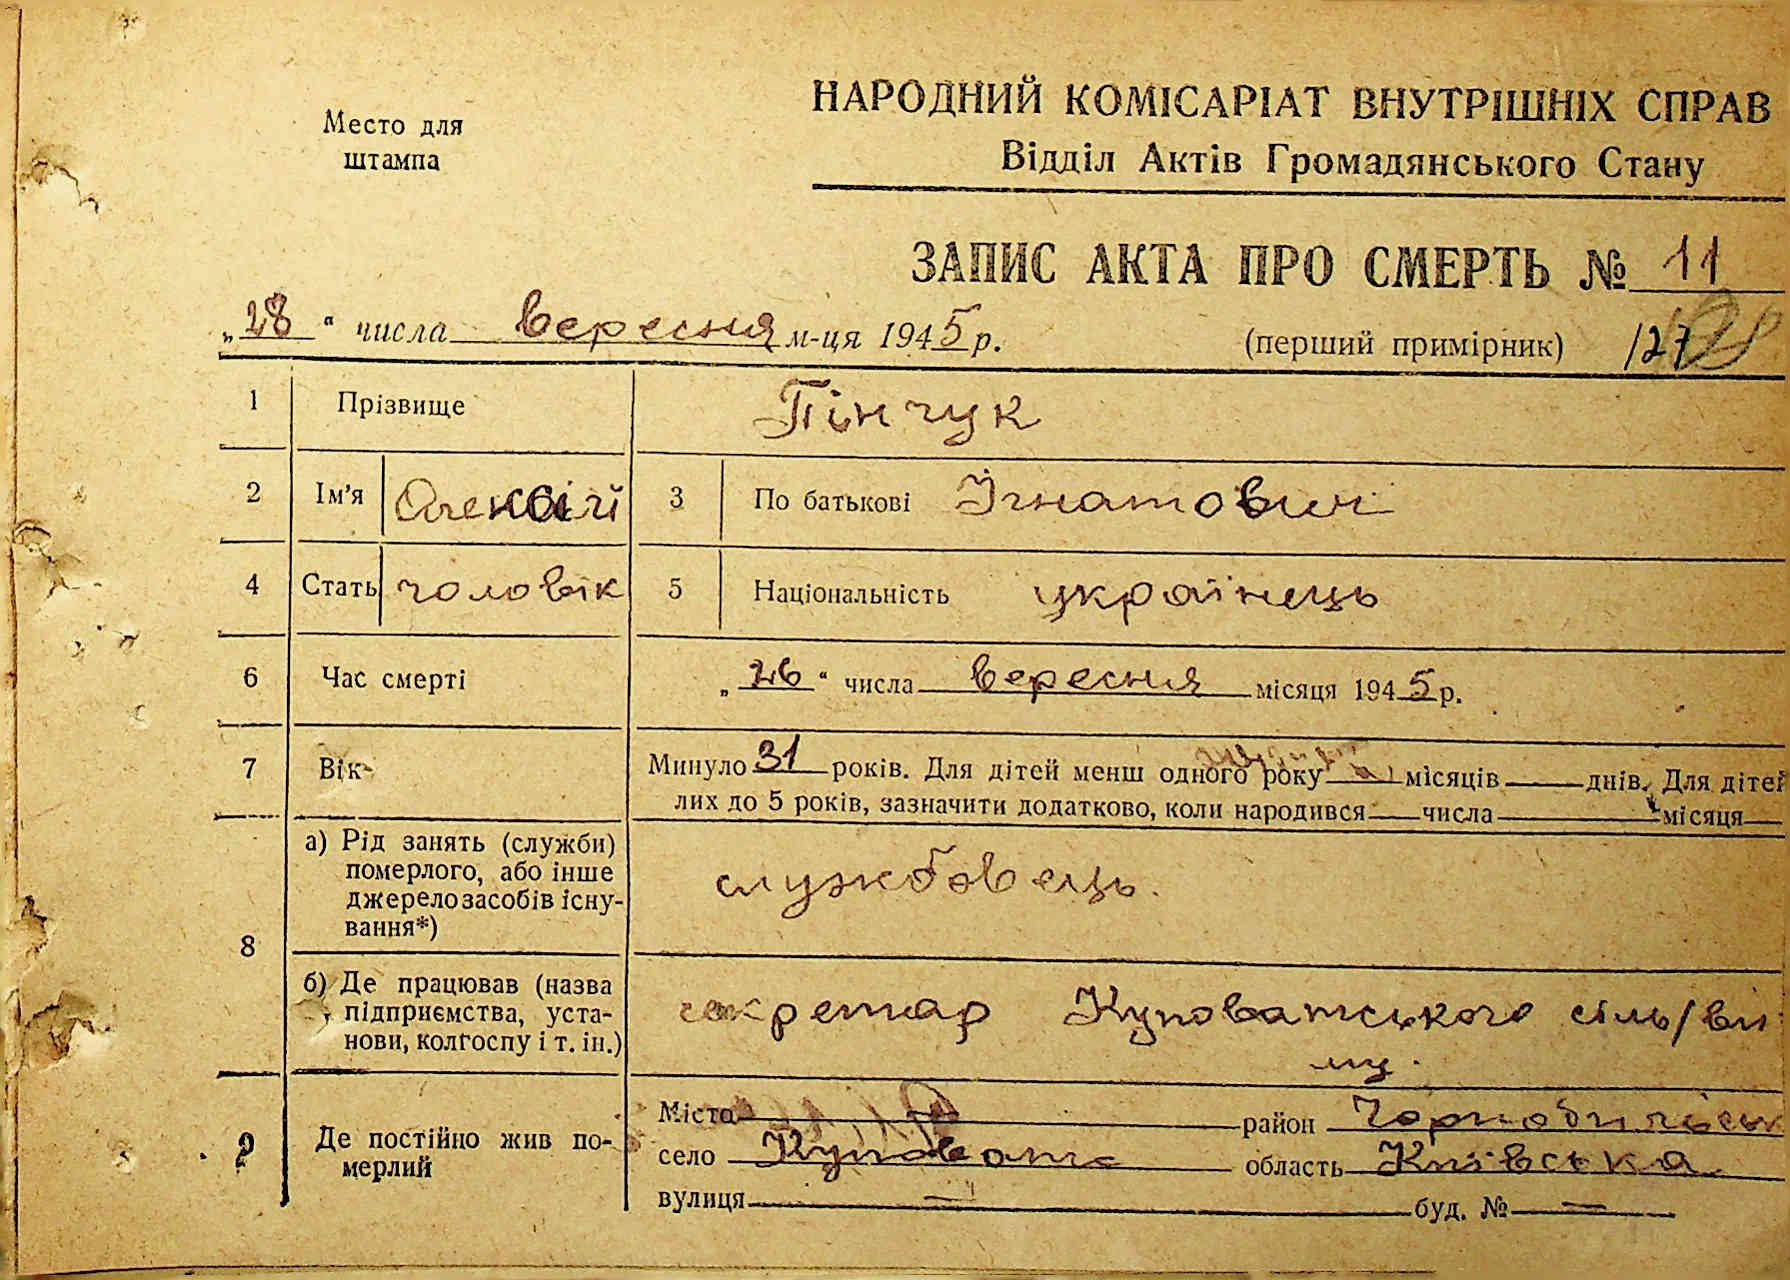 Место для
штампа
НАРОДНИЙ КОМІСАРІАТ ВНУТРІШНІХ СПРАВ
Відділ Актів Громадянського Стану
ЗАПИС АКТА ПРО СМЕРТЬ № 11
„28“ числа вересня м-ця 1945 р.
(перший примірник) 127
1 Прізвище Пінчук
2 Ім'я Олексій 3 По батькові Ігнатович
4 Стать чоловік 5 Національність українець
6 Час смерті „26“ числа вересня місяця 1945 р.
7 Вік Минуло 31 років. Для дітей менш одного року місяців днів. Для дітей
лих до 5 років, зазначити додатково, коли народився числа місяця
8 а) Рід занять (служби)
померлого, або інше
джерело засобів існу-
вання*)
службовець.
б) Де працював (назва
підприємства, уста-
нови, колгоспу і т. ін.)
секретар Куповатського сіль/ви
9 Де постійно жив по-
мерлий
Місто район Чорнобильськ
село Куповате область Київська
вулиця — буд. № —